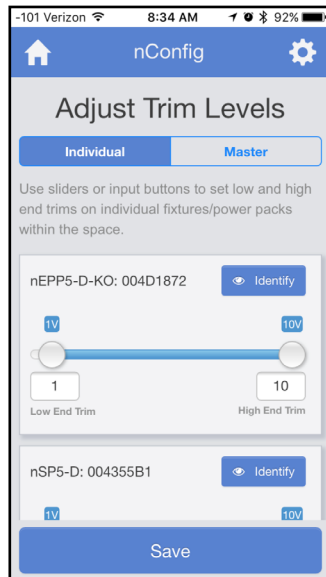 -101 Verizon 8:34 AM 92%
nConfig
Adjust Trim Levels
Individual Master
Use sliders or input buttons to set low and high
end trims on individual fixtures/power packs
within the space.
nEPP5-D-KO: 004D1872 Identify
1V 10V
1 10
Low End Trim High End Trim
nSP5-D: 004355B1 Identify
1V 10V
Save